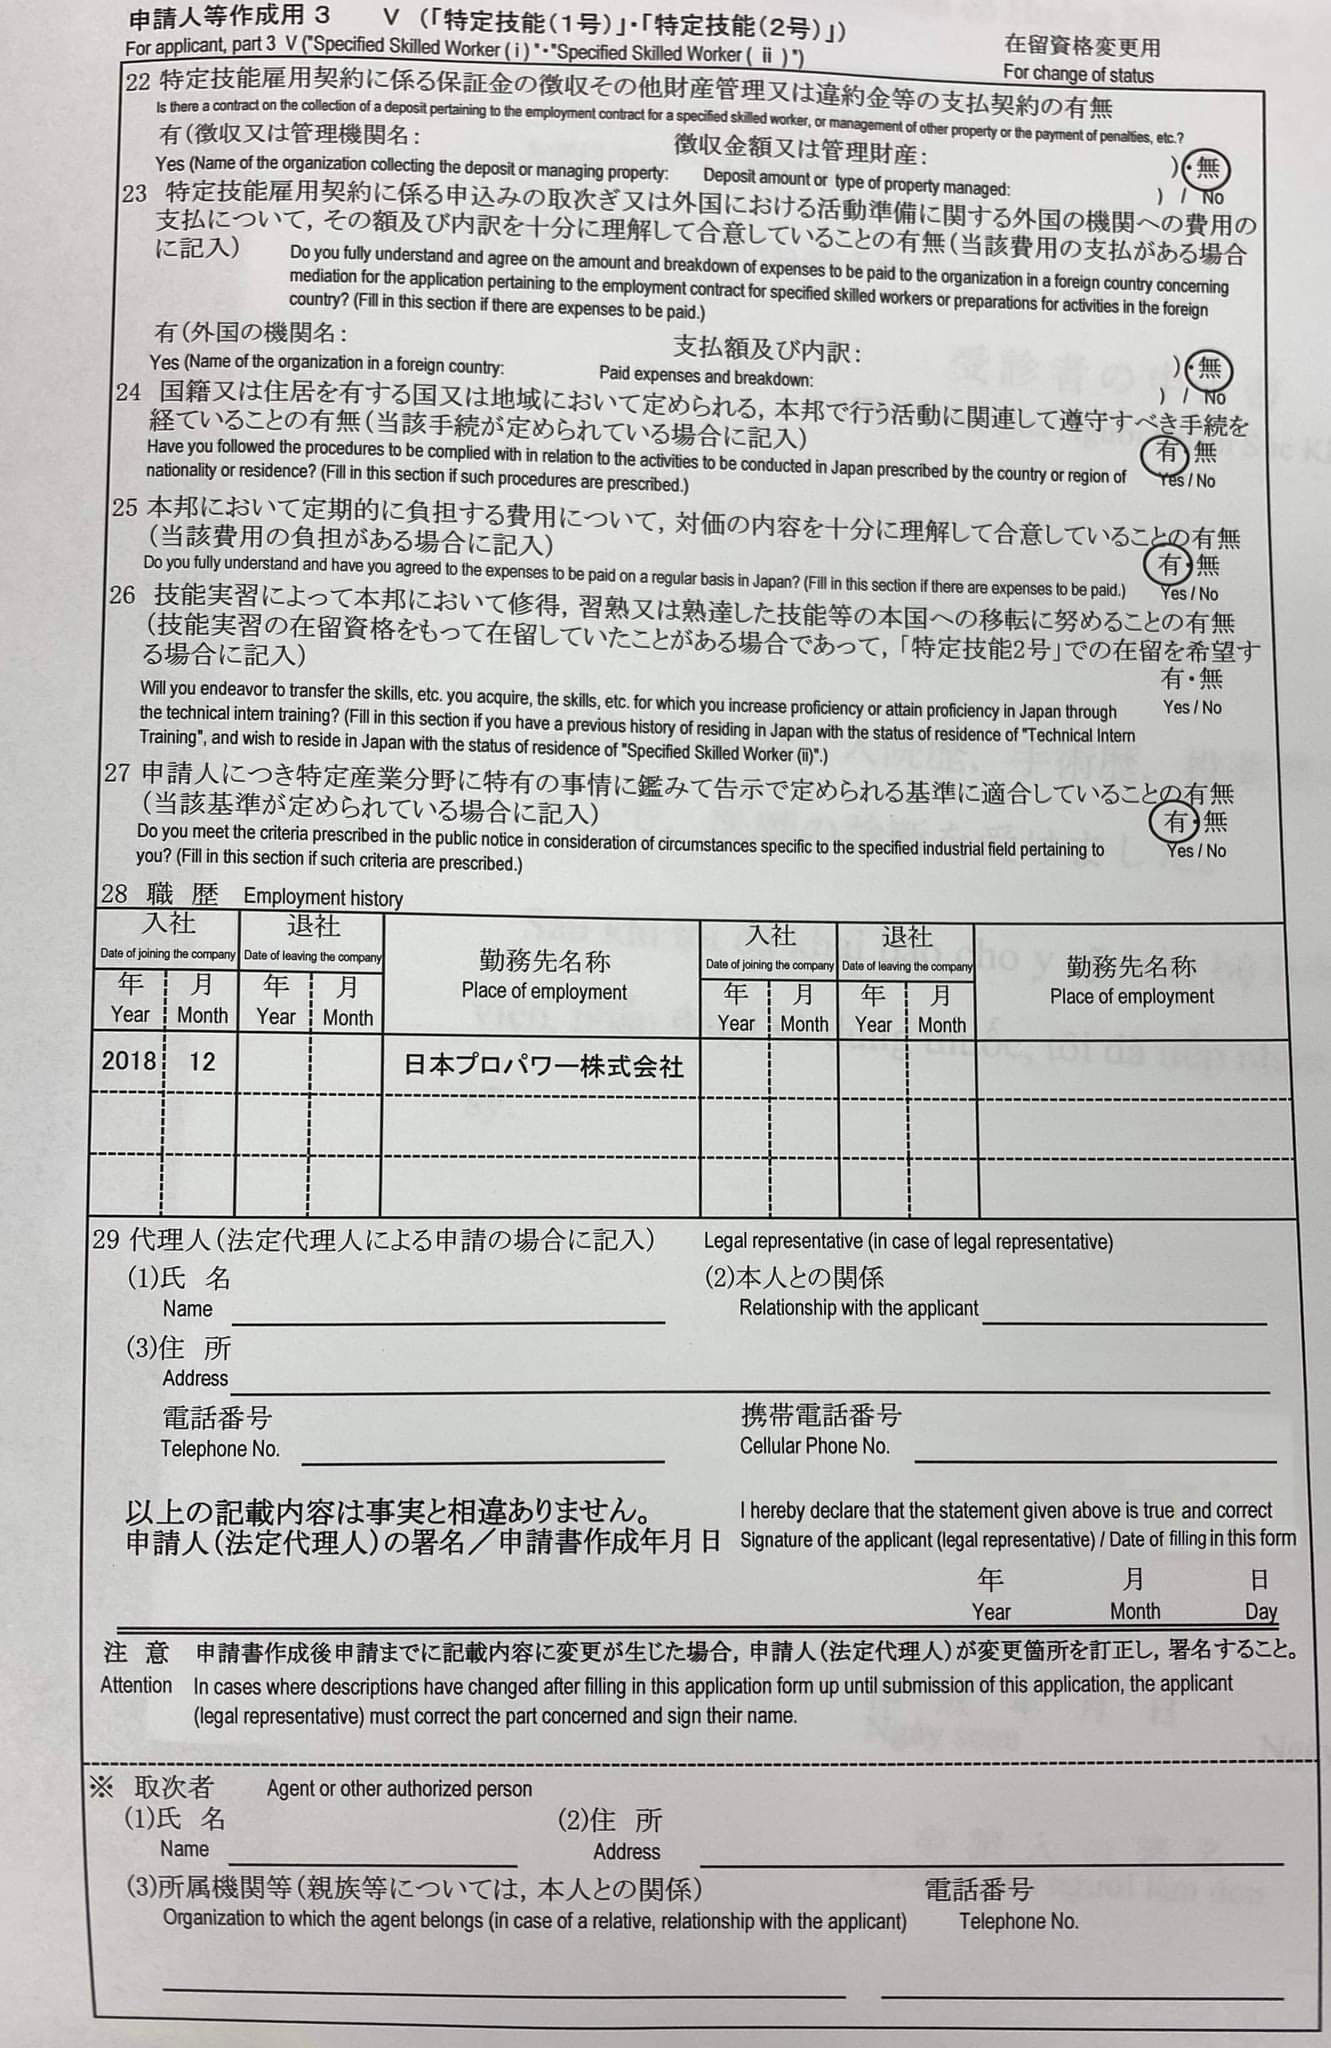 申請人等作成用 3 V (「特定技能(1号)」・「特定技能(2号)」)
For applicant, part 3 V ("Specified Skilled Worker ( i ) "・"Specified Skilled Worker ( ii ) ")
在留資格変更用
For change of status
22 特定技能雇用契約に係る保証金の徴収その他財産管理又は違約金等の支払契約の有無
Is there a contract on the collection of a deposit pertaining to the employment contract for a specified skilled worker, or management of other property or the payment of penalties, etc.?
有(徴収又は管理機関名: 徴収金額又は管理財産: )・無
Yes (Name of the organization collecting the deposit or managing property: Deposit amount or type of property managed: ) / No
23 特定技能雇用契約に係る申込みの取次ぎ又は外国における活動準備に関する外国の機関への費用の
支払について,その額及び内訳を十分に理解して合意していることの有無(当該費用の支払がある場合
に記入)
Do you fully understand and agree on the amount and breakdown of expenses to be paid to the organization in a foreign country concerning
mediation for the application pertaining to the employment contract for specified skilled workers or preparations for activities in the foreign
country? (Fill in this section if there are expenses to be paid.)
有(外国の機関名: 支払額及び内訳: )・無
Yes (Name of the organization in a foreign country: Paid expenses and breakdown: ) / No
24 国籍又は住居を有する国又は地域において定められる,本邦で行う活動に関連して遵守すべき手続を
経ていることの有無(当該手続が定められている場合に記入)
有・無
Have you followed the procedures to be complied with in relation to the activities to be conducted in Japan prescribed by the country or region of
nationality or residence? (Fill in this section if such procedures are prescribed.)
Yes / No
25 本邦において定期的に負担する費用について,対価の内容を十分に理解して合意していることの有無
(当該費用の負担がある場合に記入)
有・無
Do you fully understand and have you agreed to the expenses to be paid on a regular basis in Japan? (Fill in this section if there are expenses to be paid.) Yes / No
26 技能実習によって本邦において修得,習熟又は熟達した技能等の本国への移転に努めることの有無
(技能実習の在留資格をもって在留していたことがある場合であって,「特定技能2号」での在留を希望す
る場合に記入)
有・無
Will you endeavor to transfer the skills, etc. you acquire, the skills, etc. for which you increase proficiency or attain proficiency in Japan through
Yes / No
the technical intern training? (Fill in this section if you have a previous history of residing in Japan with the status of residence of "Technical Intern
Training", and wish to reside in Japan with the status of residence of "Specified Skilled Worker (ii)".)
27 申請人につき特定産業分野に特有の事情に鑑みて告示で定められる基準に適合していることの有無
(当該基準が定められている場合に記入)
有・無
Do you meet the criteria prescribed in the public notice in consideration of circumstances specific to the specified industrial field pertaining to
you? (Fill in this section if such criteria are prescribed.)
Yes / No
28 職 歴 Employment history
入社 退社 勤務先名称 入社 退社 勤務先名称
Date of joining the company Date of leaving the company Place of employment Date of joining the company Date of leaving the company Place of employment
年 月 年 月 年 月 年 月
Year Month Year Month Year Month Year Month
2018 12 日本プロパワー株式会社
29 代理人(法定代理人による申請の場合に記入) Legal representative (in case of legal representative)
(1)氏 名 (2)本人との関係
Name Relationship with the applicant
(3)住 所
Address
電話番号 携帯電話番号
Telephone No. Cellular Phone No.
以上の記載内容は事実と相違ありません。 I hereby declare that the statement given above is true and correct
申請人(法定代理人)の署名/申請書作成年月日 Signature of the applicant (legal representative) / Date of filling in this form
年 月 日
Year Month Day
注 意 申請書作成後申請までに記載内容に変更が生じた場合,申請人(法定代理人)が変更箇所を訂正し,署名すること。
Attention In cases where descriptions have changed after filling in this application form up until submission of this application, the applicant
(legal representative) must correct the part concerned and sign their name.
※ 取次者 Agent or other authorized person
(1)氏 名 (2)住 所
Name Address
(3)所属機関等(親族等については,本人との関係) 電話番号
Organization to which the agent belongs (in case of a relative, relationship with the applicant) Telephone No.